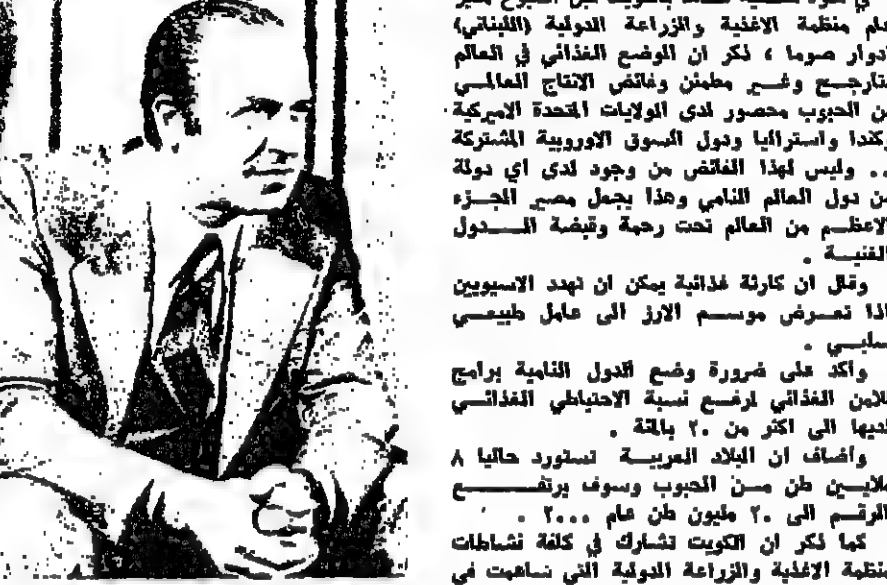 عام منظمة الاغذية والزراعة الدولية (اللبناني)
ادوار صوما ، ذكر ان الوضع الغذائي في العالم
متارجح وغير مطمئن وفائض الانتاج العالمي
من الحبوب محصور لدى الولايات المتحدة الاميركية
وكندا واستراليا ودول السوق الاوروبية المشتركة
.. وليس لهذا الفائض من وجود لدى اي دولة
من دول العالم النامي وهذا يجعل مصير الجزء
الاعظم من العالم تحت رحمة وقبضة الدول
الغنية .
وقال ان كارثة غذائية يمكن ان تهدد الاسيويين
اذا تعرض موسم الارز الى عامل طبيعي
سلبي .
واكد على ضرورة وضع الدول النامية برامج
للامن الغذائي لرفع نسبة الاحتياطي الغذائي
لديها الى اكثر من ٢٠ بالمئة .
واضاف ان البلاد العربية تستورد حاليا ٨
ملايين طن من الحبوب وسوف يرتفع
الرقم الى ٢٠ مليون طن عام ٢٠٠٠ .
كما ذكر ان الكويت تشارك في كافة نشاطات
منظمة الاغذية والزراعة الدولية التي ساهمت في